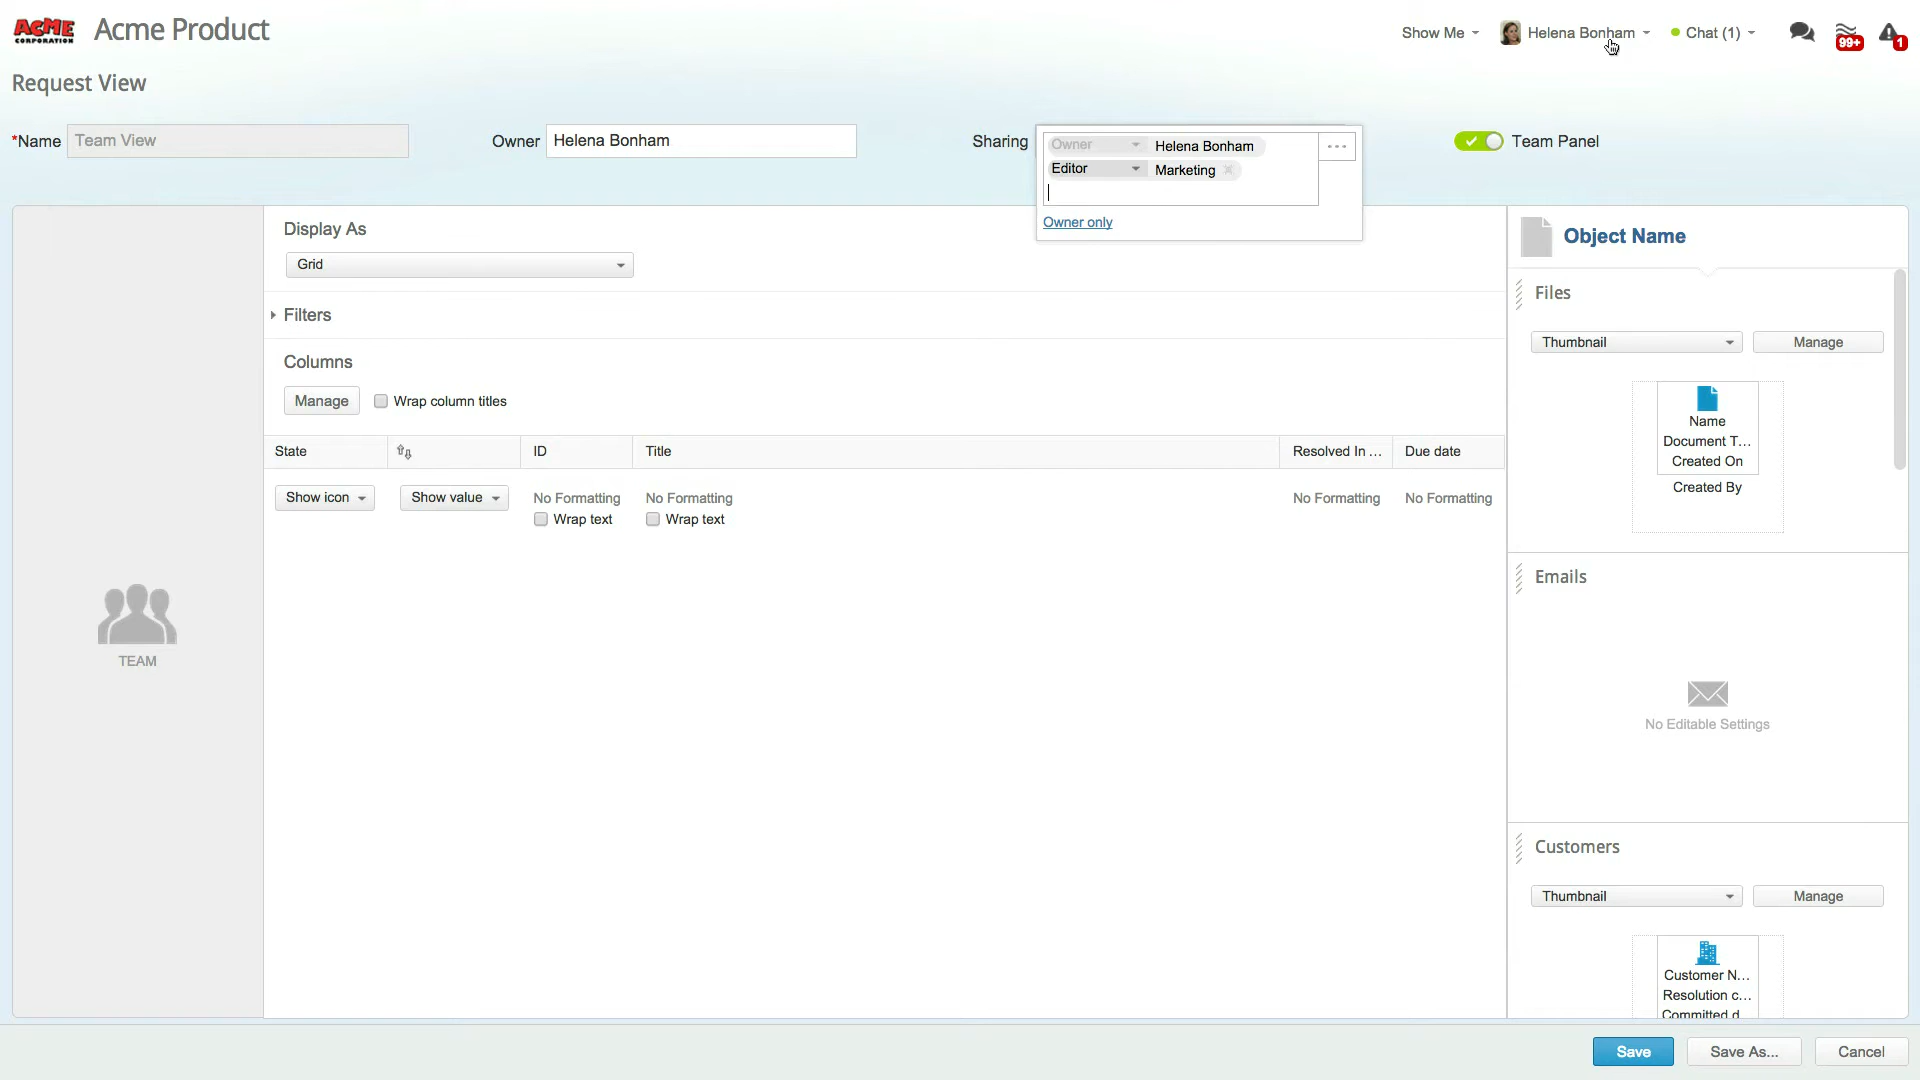 ACME CORPORATION Acme Product
Show Me Helena Bonham Chat (1) 99+ 1
Request View
*Name Team View Owner Helena Bonham Sharing Owner Helena Bonham ... Team Panel
Editor Marketing
Owner only
Display As
Grid
Filters
Columns
Manage Wrap column titles
State ID Title Resolved In ... Due date
Show icon Show value No Formatting No Formatting No Formatting No Formatting
Wrap text Wrap text
TEAM
Object Name
Files
Thumbnail Manage
Name
Document T...
Created On
Created By
Emails
No Editable Settings
Customers
Thumbnail Manage
Customer N...
Resolution c...
Committed d
Save Save As... Cancel